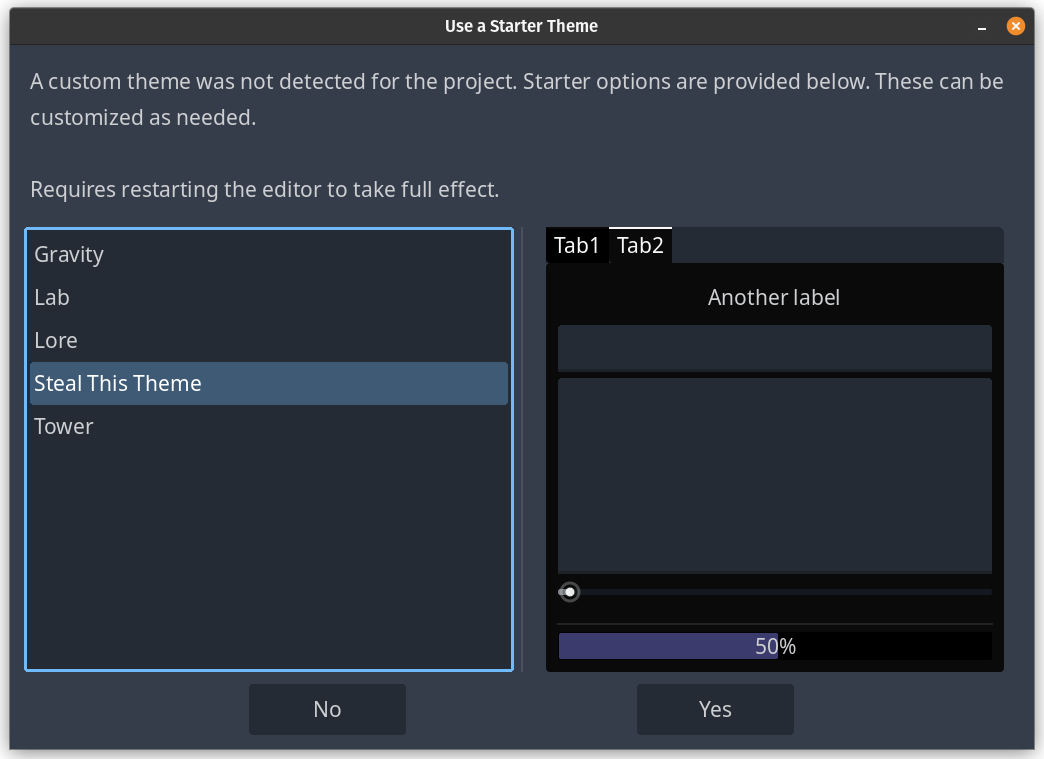 Use a Starter Theme
A custom theme was not detected for the project. Starter options are provided below. These can be
customized as needed.
Requires restarting the editor to take full effect.
Gravity
Lab
Lore
Steal This Theme
Tower
Tab1 Tab2
Another label
50%
No
Yes